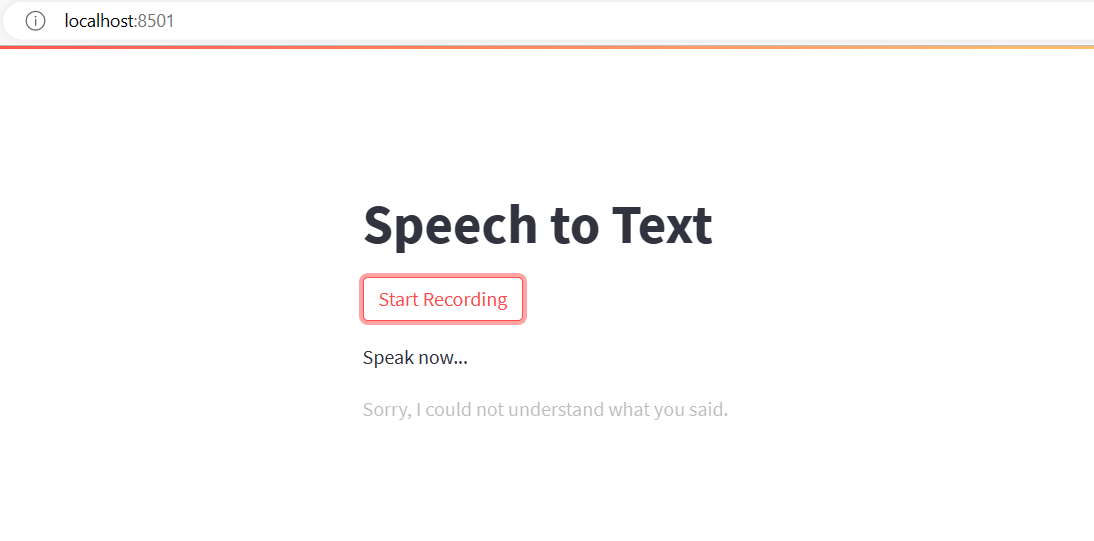 localhost:8501
Speech to Text
Start Recording
Speak now...
Sorry, I could not understand what you said.